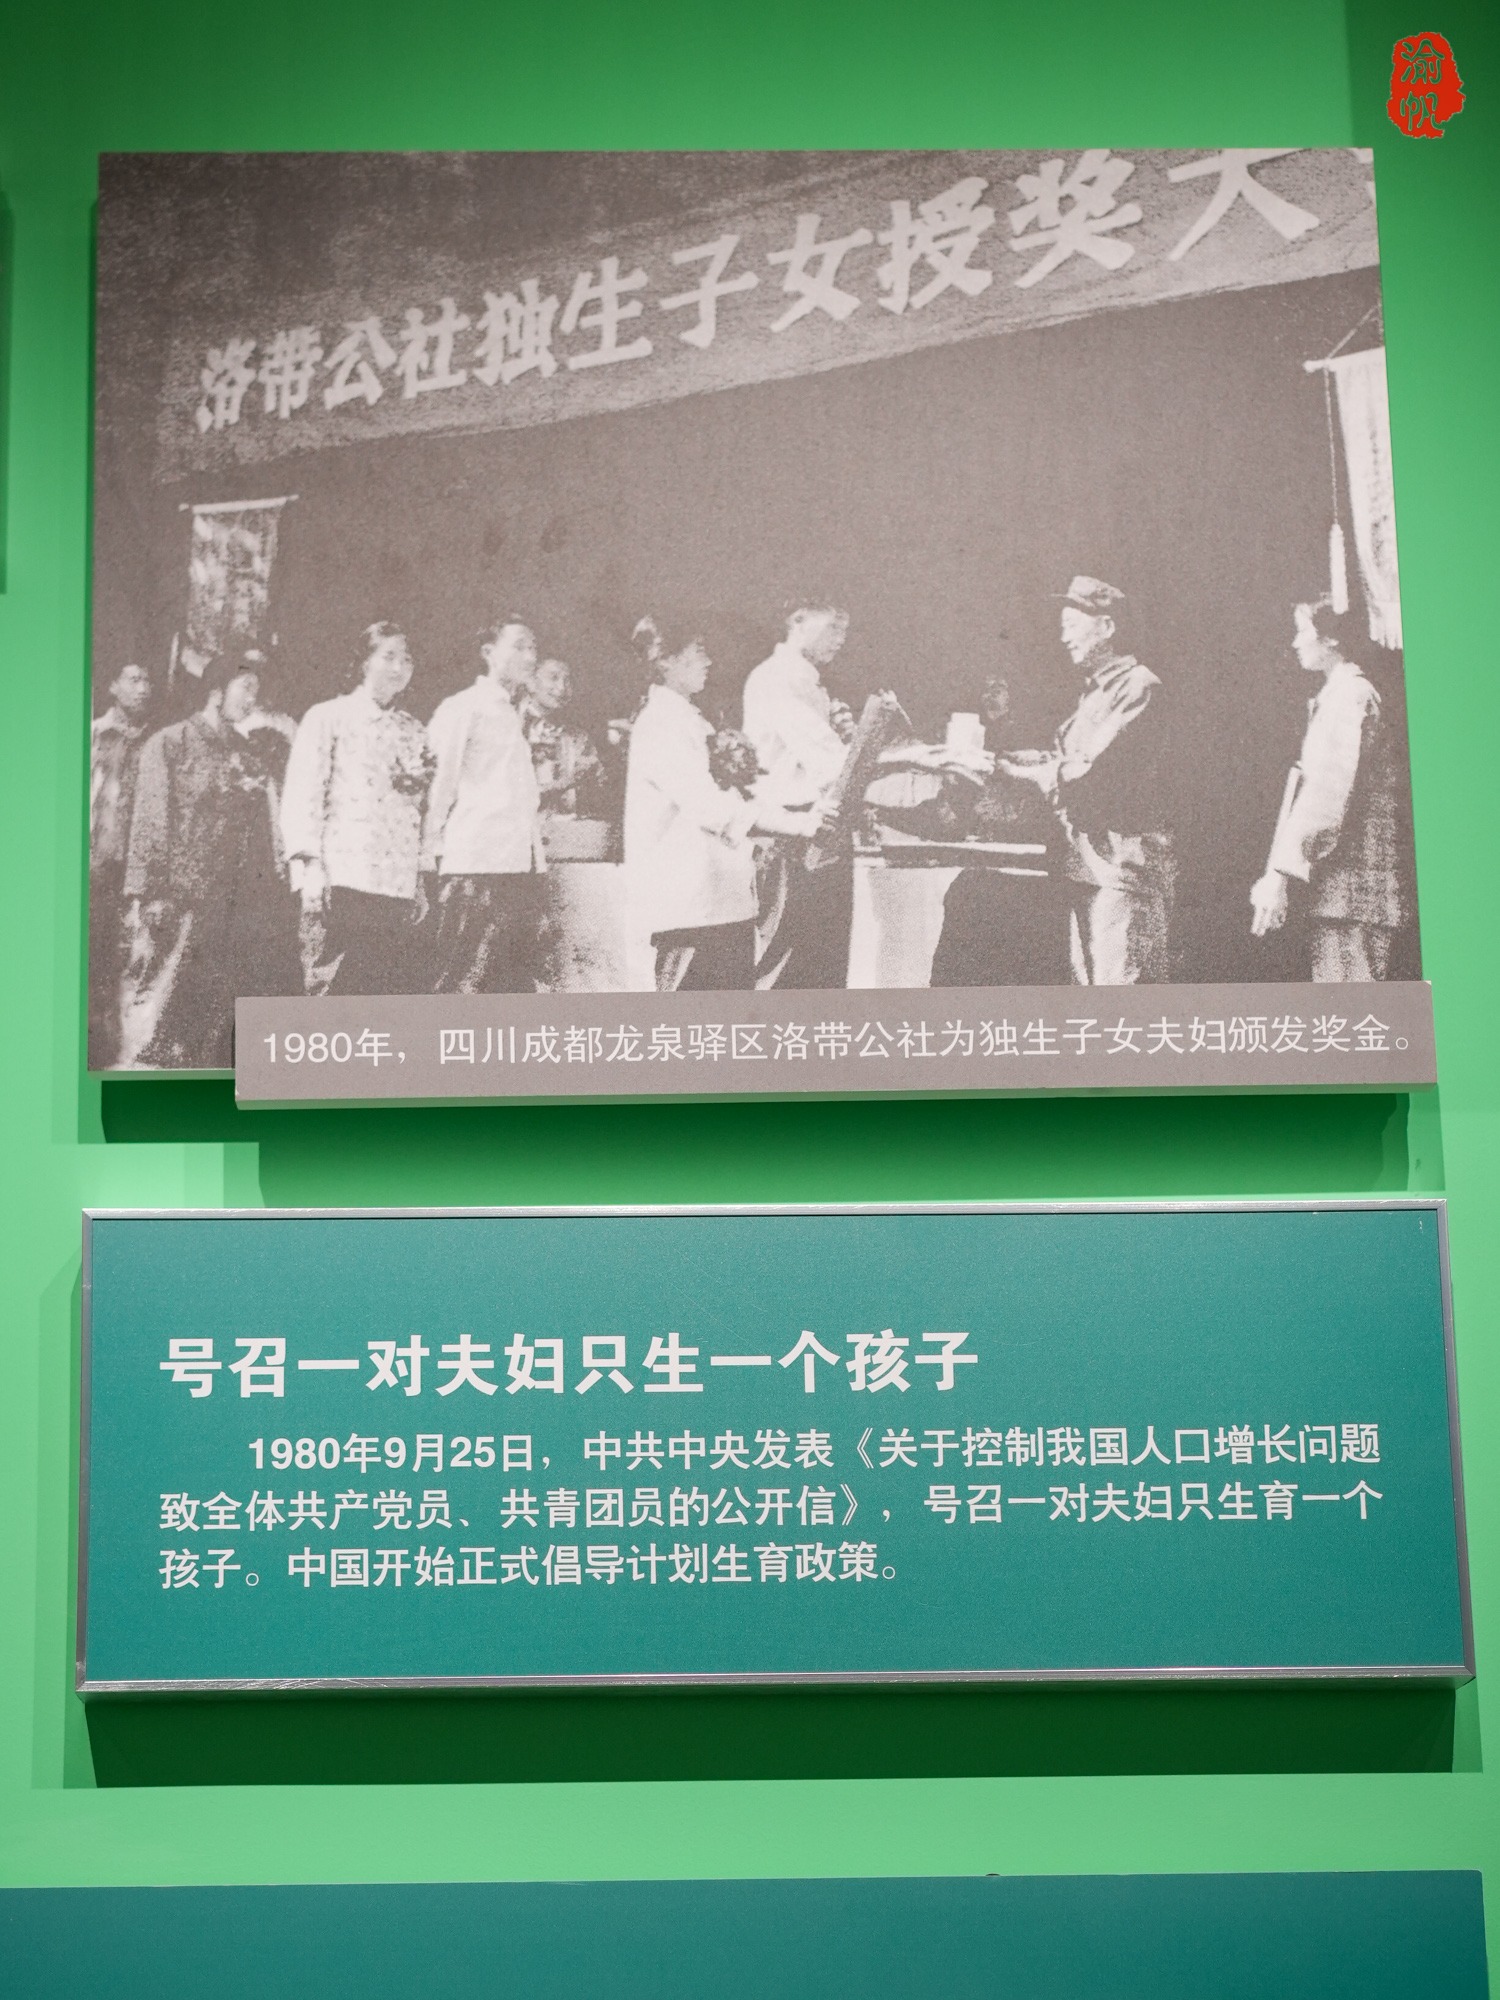 渝
帆
洛带公社独生子女授奖大
1980年，四川成都龙泉驿区洛带公社为独生子女夫妇颁发奖金。
号召一对夫妇只生一个孩子
1980年9月25日，中共中央发表《关于控制我国人口增长问题
致全体共产党员、共青团员的公开信》，号召一对夫妇只生育一个
孩子。中国开始正式倡导计划生育政策。